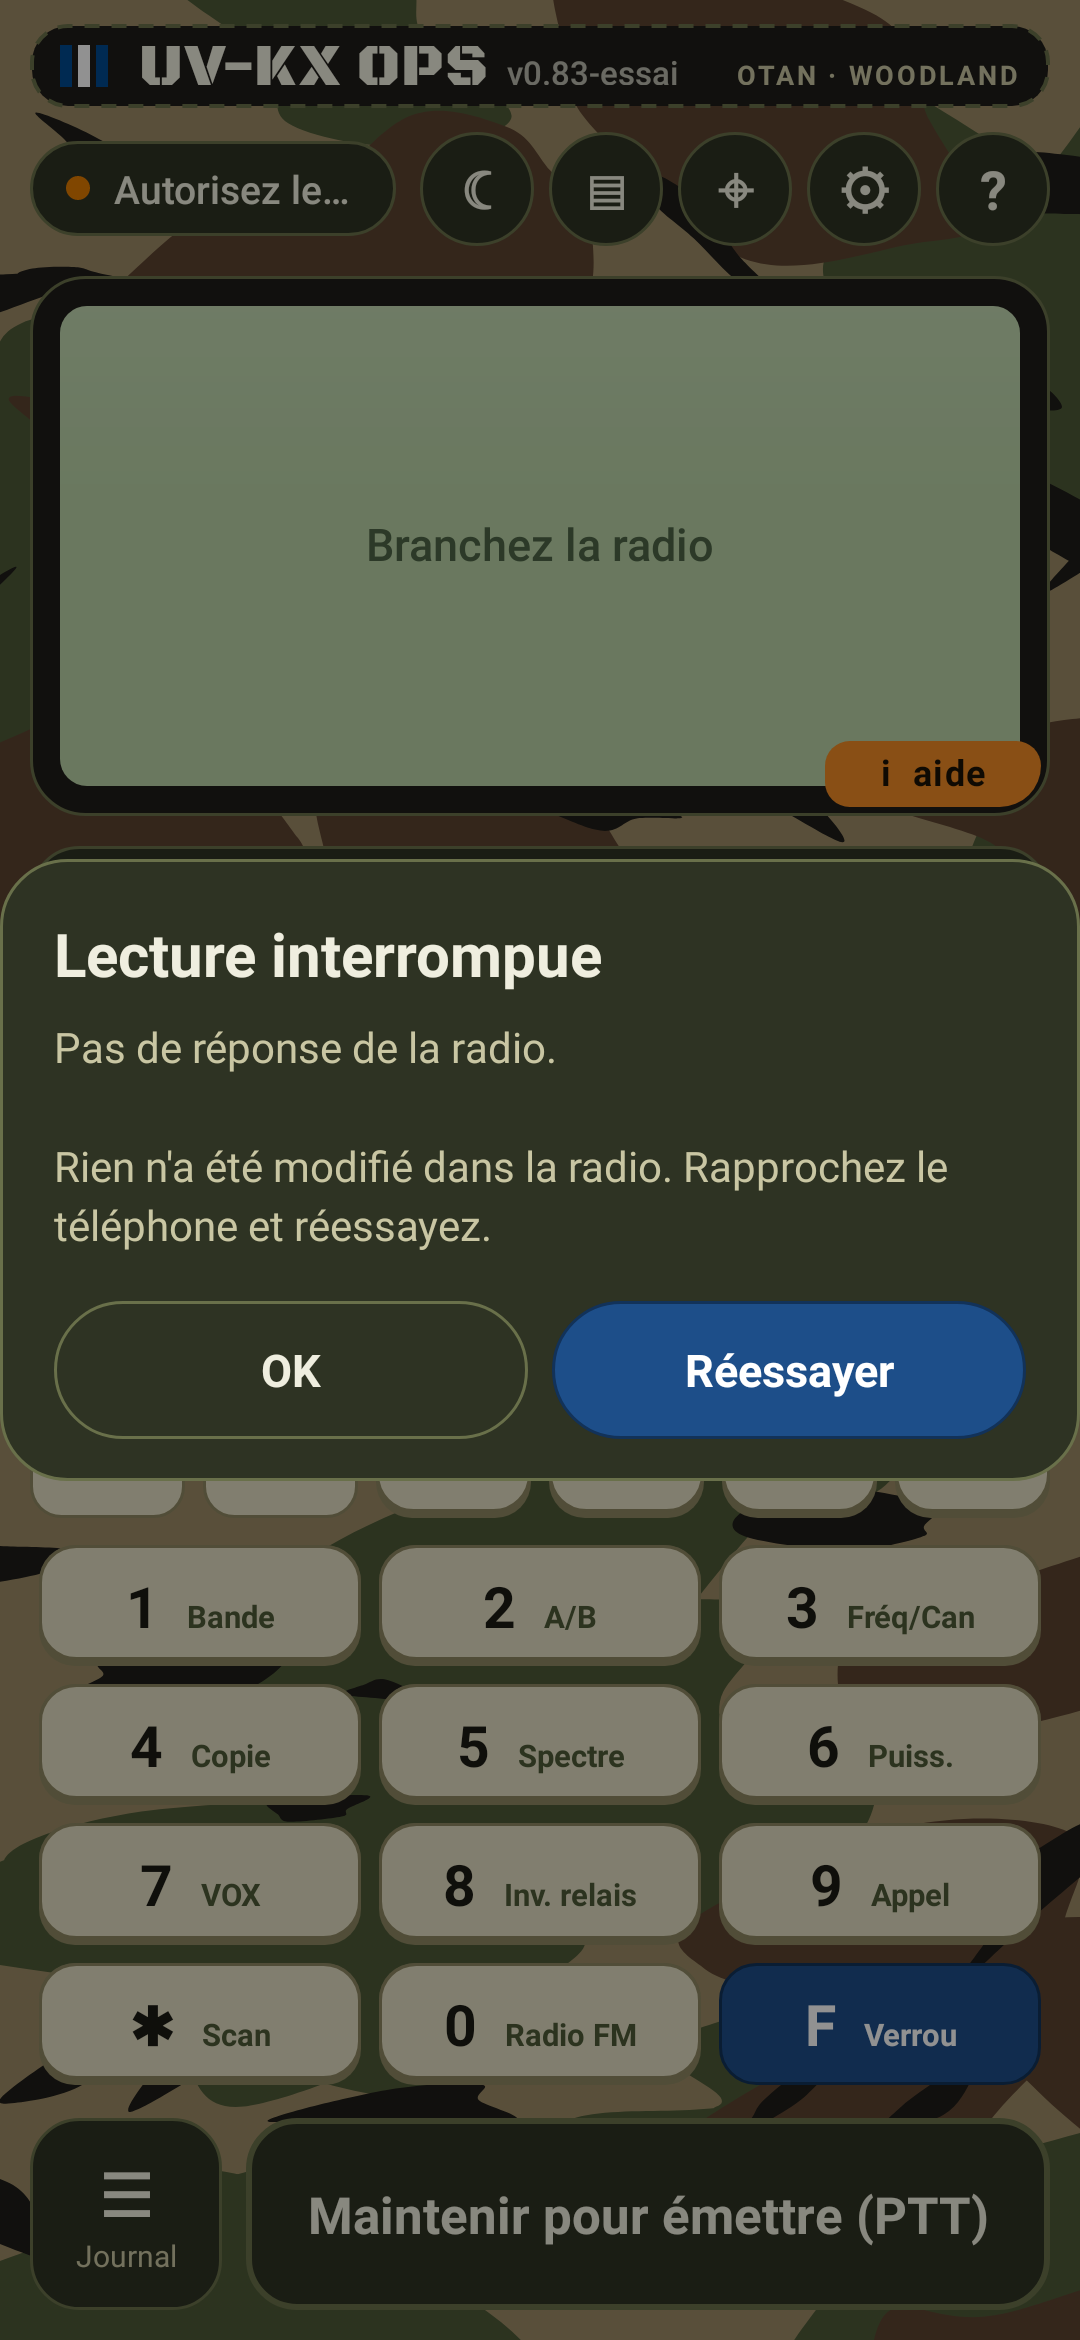 UV-KX OPS v0.83-essai OTAN · WOODLAND
Autorisez le... ☾ ▤ ⌖ ⚙ ?
Branchez la radio
i aide
Lecture interrompue
Pas de réponse de la radio.
Rien n'a été modifié dans la radio. Rapprochez le
téléphone et réessayez.
OK Réessayer
1 Bande 2 A/B 3 Fréq/Can
4 Copie 5 Spectre 6 Puiss.
7 VOX 8 Inv. relais 9 Appel
✱ Scan 0 Radio FM F Verrou
☰ Journal
Maintenir pour émettre (PTT)